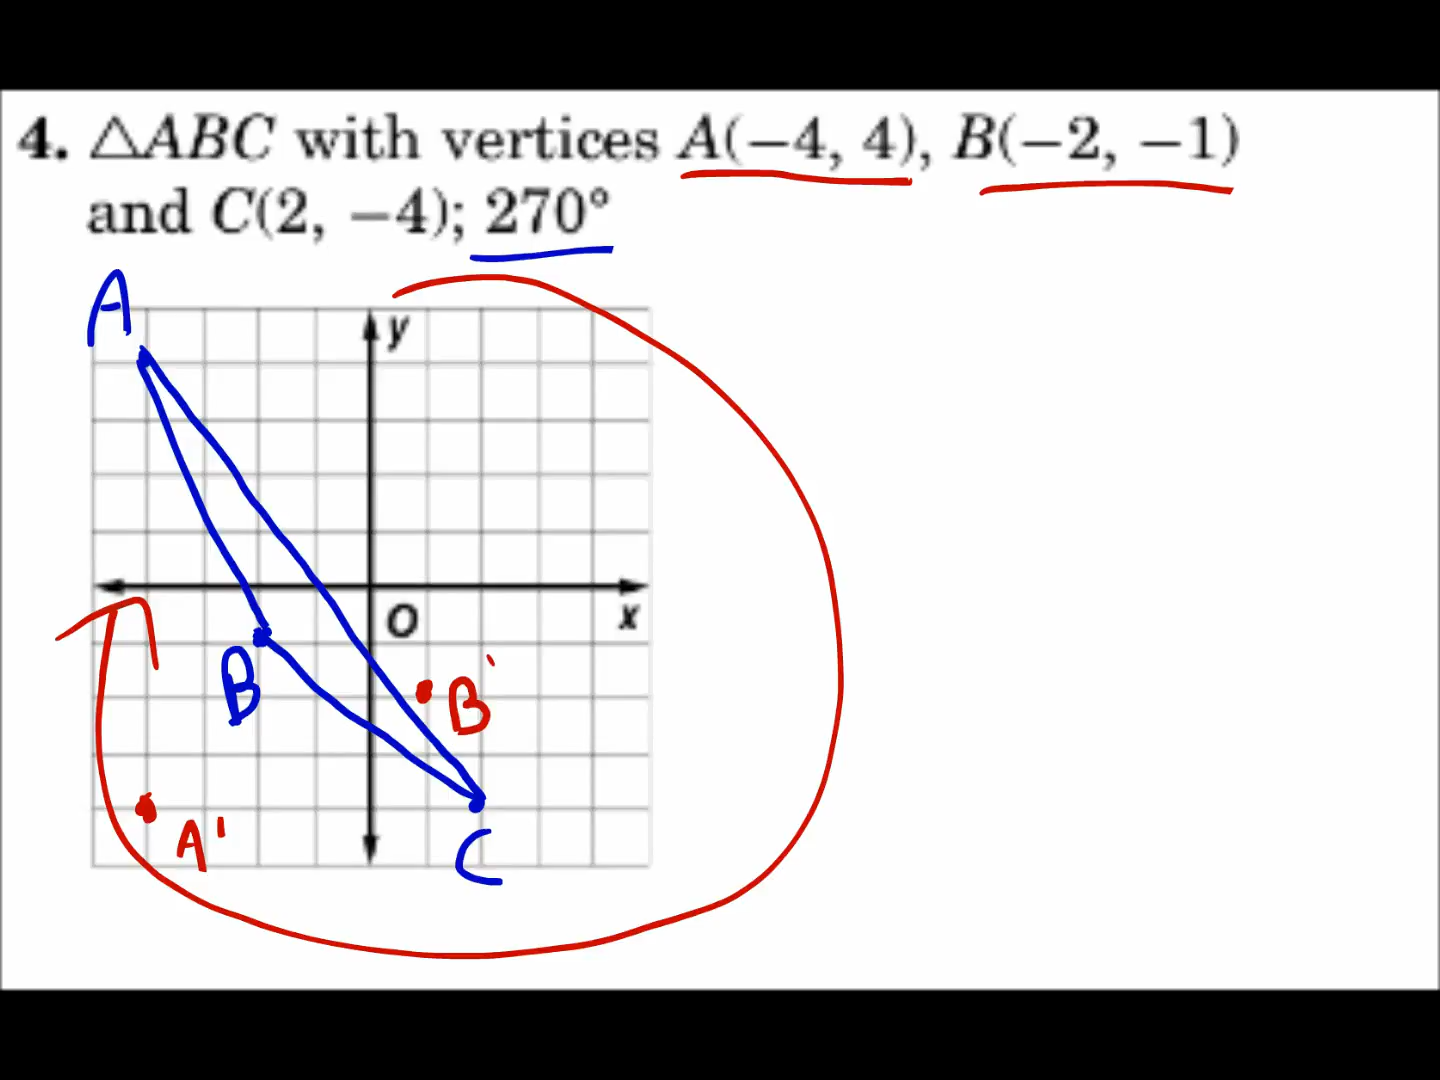 4. △ABC with vertices A(−4, 4), B(−2, −1)
and C(2, −4); 270°
A
y
O
x
B
B'
A'
C